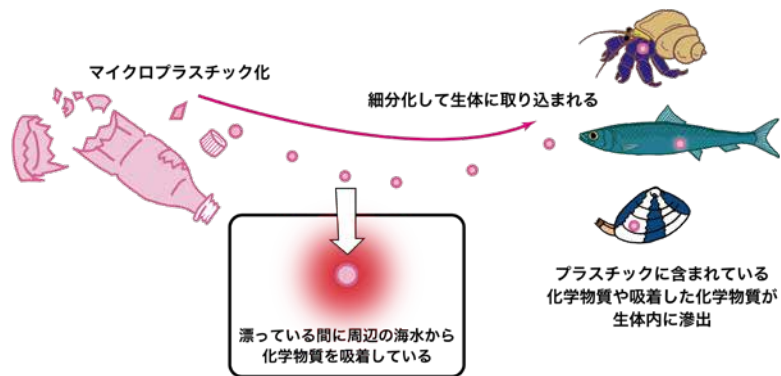 マイクロプラスチック化
細分化して生体に取り込まれる
漂っている間に周辺の海水から
化学物質を吸着している
プラスチックに含まれている
化学物質や吸着した化学物質が
生体内に滲出